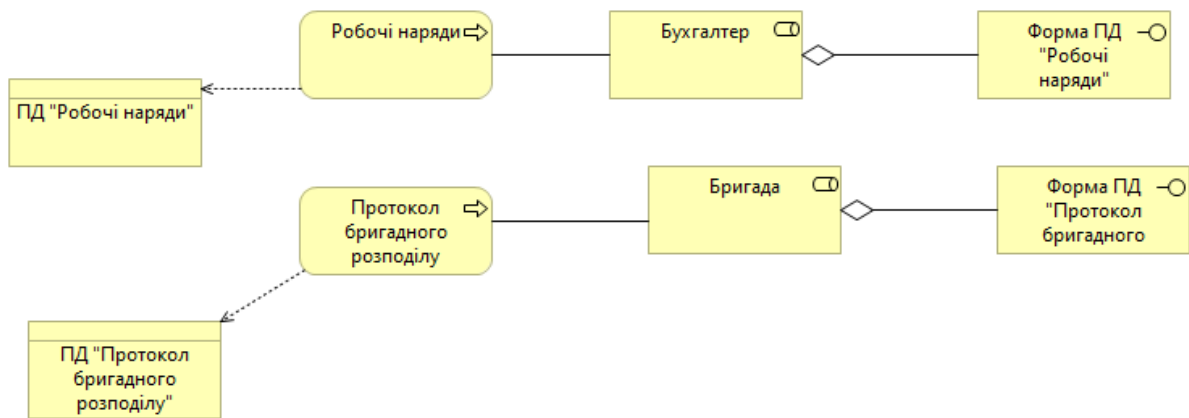 Робочі наряди
Бухгалтер
Форма ПД
"Робочі
наряди"
ПД "Робочі наряди"
Протокол
бригадного
розподілу
Бригада
Форма ПД
"Протокол
бригадного
ПД "Протокол
бригадного
розподілу"